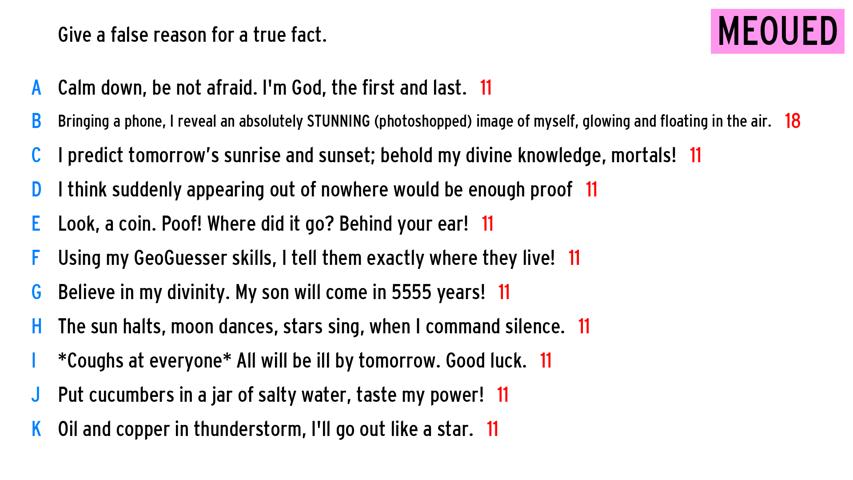 Give a false reason for a true fact.
MEOUED
A Calm down, be not afraid. I'm God, the first and last. 11
B Bringing a phone, I reveal an absolutely STUNNING (photoshopped) image of myself, glowing and floating in the air. 18
C I predict tomorrow's sunrise and sunset; behold my divine knowledge, mortals! 11
D I think suddenly appearing out of nowhere would be enough proof 11
E Look, a coin. Poof! Where did it go? Behind your ear! 11
F Using my GeoGuesser skills, I tell them exactly where they live! 11
G Believe in my divinity. My son will come in 5555 years! 11
H The sun halts, moon dances, stars sing, when I command silence. 11
I *Coughs at everyone* All will be ill by tomorrow. Good luck. 11
J Put cucumbers in a jar of salty water, taste my power! 11
K Oil and copper in thunderstorm, I'll go out like a star. 11